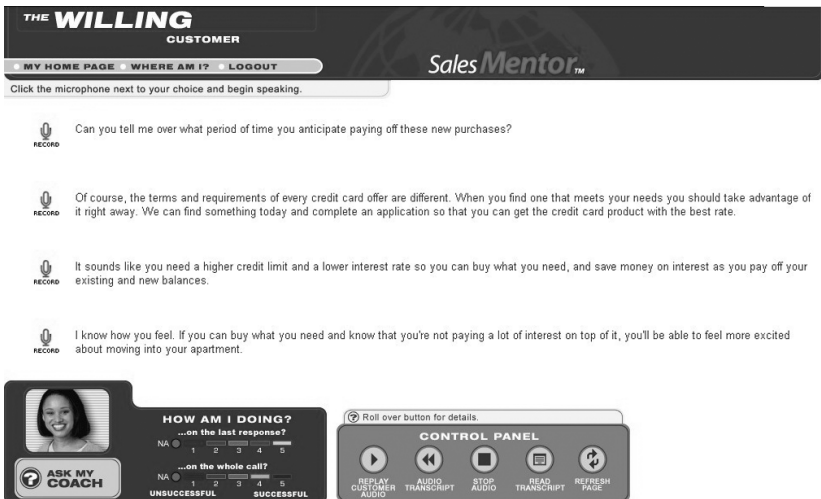 THE WILLING
CUSTOMER
MY HOME PAGE WHERE AM I? LOGOUT
Sales Mentor™
Click the microphone next to your choice and begin speaking.
RECORD
Can you tell me over what period of time you anticipate paying off these new purchases?
RECORD
Of course, the terms and requirements of every credit card offer are different. When you find one that meets your needs you should take advantage of
it right away. We can find something today and complete an application so that you can get the credit card product with the best rate.
RECORD
It sounds like you need a higher credit limit and a lower interest rate so you can buy what you need, and save money on interest as you pay off your
existing and new balances.
RECORD
I know how you feel. If you can buy what you need and know that you're not paying a lot of interest on top of it, you'll be able to feel more excited
about moving into your apartment.
? ASK MY
COACH
HOW AM I DOING?
...on the last response?
NA
1 2 3 4 5
...on the whole call?
NA
1 2 3 4 5
UNSUCCESSFUL SUCCESSFUL
? Roll over button for details.
CONTROL PANEL
REPLAY
CUSTOMER
AUDIO
AUDIO
TRANSCRIPT
STOP
AUDIO
READ
TRANSCRIPT
REFRESH
PAGE